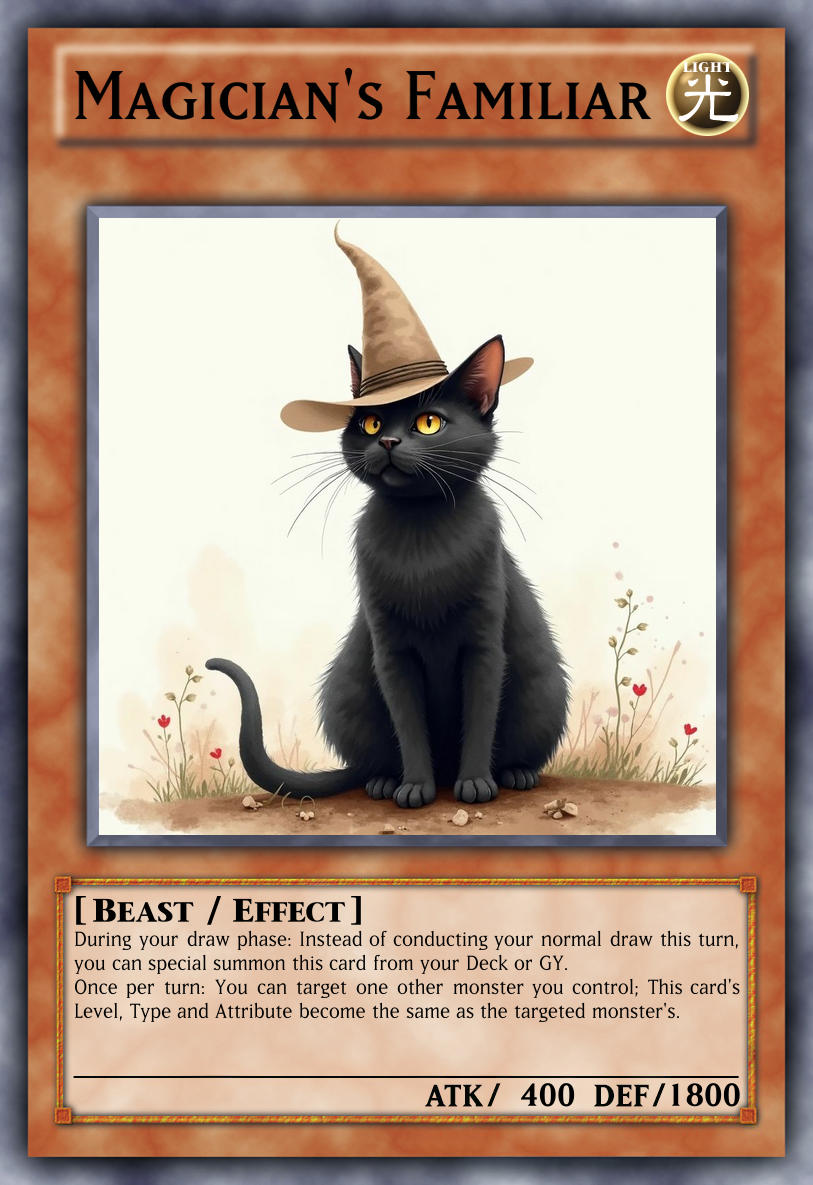 Magician's Familiar
LIGHT
光
[ Beast / Effect ]
During your draw phase: Instead of conducting your normal draw this turn,
you can special summon this card from your Deck or GY.
Once per turn: You can target one other monster you control; This card's
Level, Type and Attribute become the same as the targeted monster's.
ATK/ 400 DEF/1800